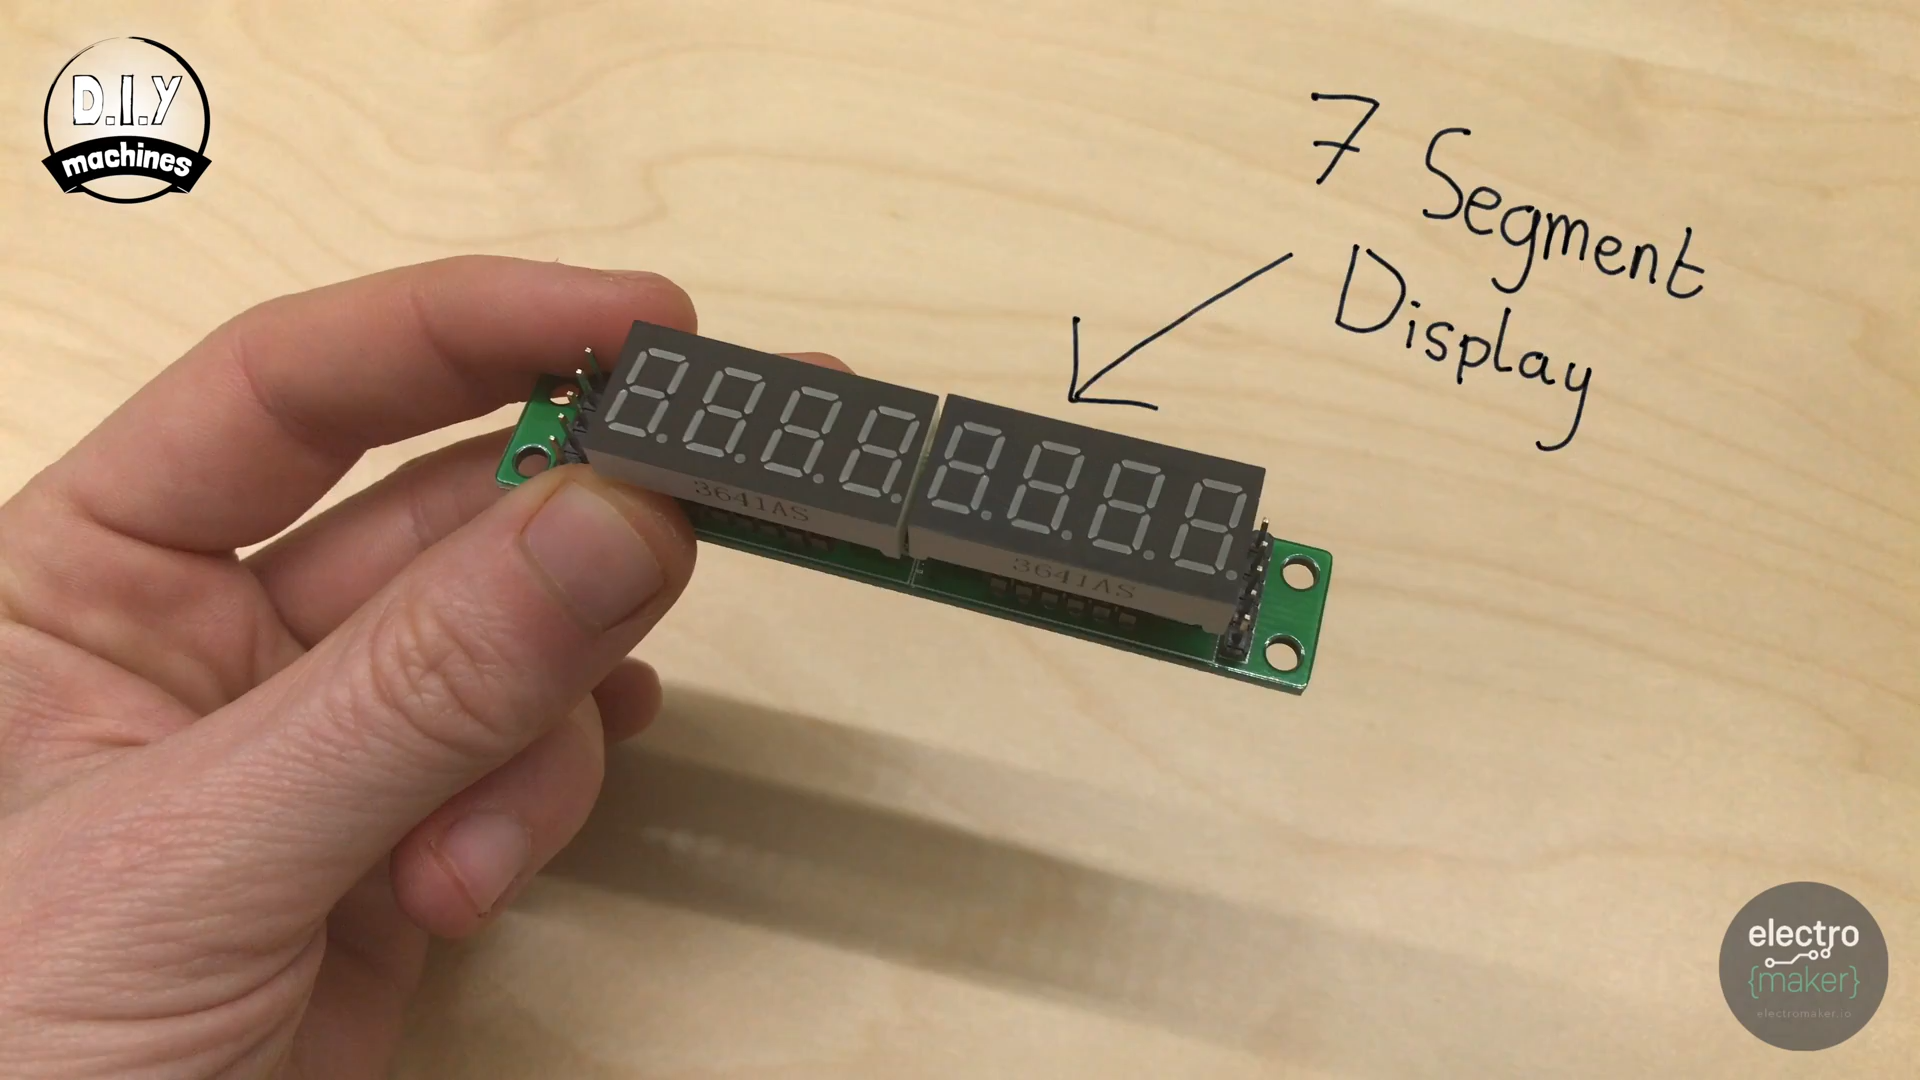 D.I.Y
machines
7 Segment
Display
3641AS
3641AS
electro
{maker}
electromaker.io